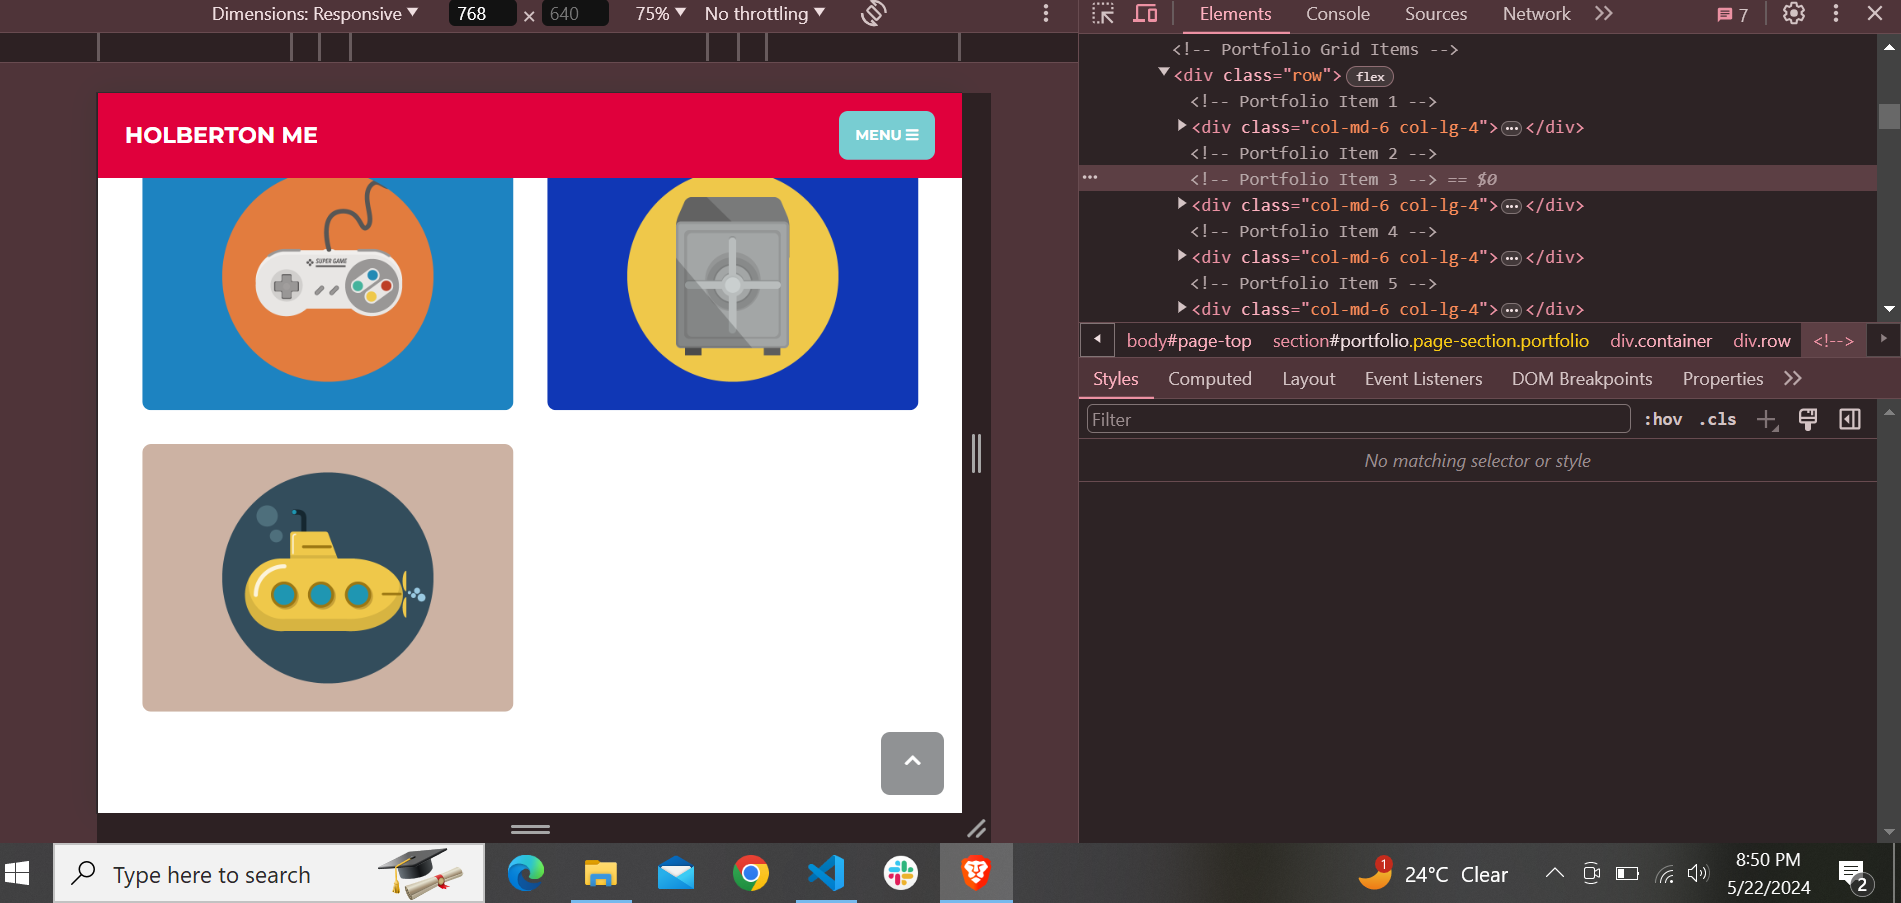 Dimensions: Responsive 768 × 640 75% No throttling
Elements Console Sources Network 7
<!-- Portfolio Grid Items -->
<div class="row"> flex
<!-- Portfolio Item 1 -->
<div class="col-md-6 col-lg-4"> ••• </div>
<!-- Portfolio Item 2 -->
••• <!-- Portfolio Item 3 --> == $0
<div class="col-md-6 col-lg-4"> ••• </div>
<!-- Portfolio Item 4 -->
<div class="col-md-6 col-lg-4"> ••• </div>
<!-- Portfolio Item 5 -->
<div class="col-md-6 col-lg-4"> ••• </div>
body#page-top section#portfolio.page-section.portfolio div.container div.row <!-->
Styles Computed Layout Event Listeners DOM Breakpoints Properties
Filter :hov .cls
No matching selector or style
HOLBERTON ME
MENU
SUPER GAME
Type here to search
1
24°C Clear
8:50 PM
5/22/2024
2